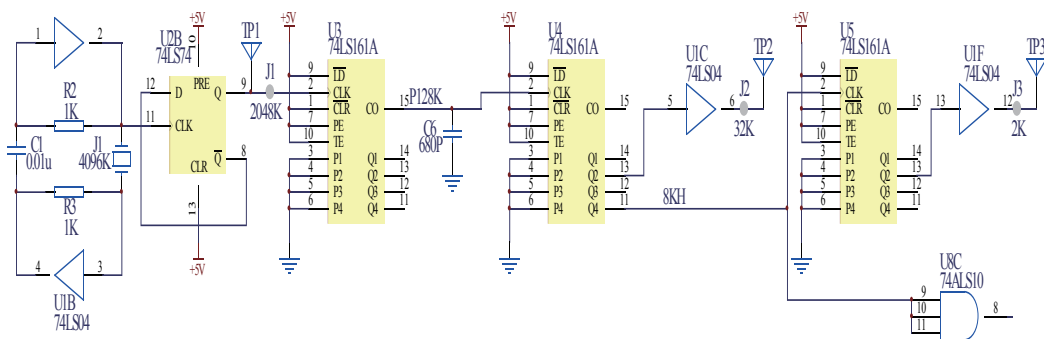 +5V
+5V
+5V
+5V
1
2
U2B
74LS74
10
TP1
U3
74LS161A
U4
74LS161A
U1C
74LS04
TP2
U5
74LS161A
U1F
74LS04
TP3
R2
1K
C1
0.01u
J1
4096K
R3
1K
12
D
PRE
Q
9
11
CLK
CLR
Q
8
13
+5V
4
3
U1B
74LS04
J1
2048K
9
LD
2
CLK
1
CLR
7
PE
10
TE
3
P1
4
P2
5
P3
6
P4
CO
15
Q1
14
Q2
13
Q3
12
Q4
11
P128K
C6
680P
9
LD
2
CLK
1
CLR
7
PE
10
TE
3
P1
4
P2
5
P3
6
P4
CO
15
Q1
14
Q2
13
Q3
12
Q4
11
5
6
J2
32K
8KH
9
LD
2
CLK
1
CLR
7
PE
10
TE
3
P1
4
P2
5
P3
6
P4
CO
15
Q1
14
Q2
13
Q3
12
Q4
11
13
12
J3
2K
U8C
74ALS10
9
10
11
8